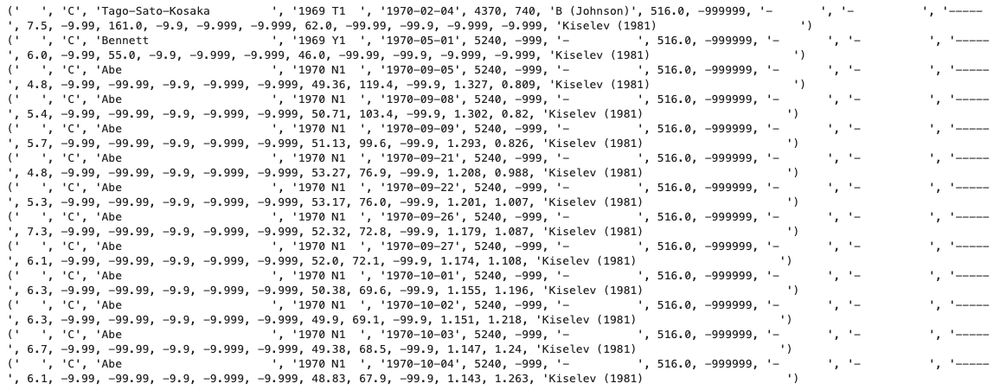 ('   ', 'C', 'Tago-Sato-Kosaka         ', '1969 T1  ', '1970-02-04', 4370, 740, 'B (Johnson)', 516.0, -999999, '-       ', '-          ', '-----
', 7.5, -9.99, 161.0, -9.9, -9.999, -9.999, 62.0, -99.99, -99.9, -9.999, -9.999, 'Kiselev (1981)                      ')
('   ', 'C', 'Bennett                  ', '1969 Y1  ', '1970-05-01', 5240, -999, '-          ', 516.0, -999999, '-       ', '-          ', '-----
', 6.0, -9.99, 55.0, -9.9, -9.999, -9.999, 46.0, -99.99, -99.9, -9.999, -9.999, 'Kiselev (1981)                      ')
('   ', 'C', 'Abe                      ', '1970 N1  ', '1970-09-05', 5240, -999, '-          ', 516.0, -999999, '-       ', '-          ', '-----
', 4.8, -9.99, -99.99, -9.9, -9.999, -9.999, 49.36, 119.4, -99.9, 1.327, 0.809, 'Kiselev (1981)                      ')
('   ', 'C', 'Abe                      ', '1970 N1  ', '1970-09-08', 5240, -999, '-          ', 516.0, -999999, '-       ', '-          ', '-----
', 5.4, -9.99, -99.99, -9.9, -9.999, -9.999, 50.71, 103.4, -99.9, 1.302, 0.82, 'Kiselev (1981)                      ')
('   ', 'C', 'Abe                      ', '1970 N1  ', '1970-09-09', 5240, -999, '-          ', 516.0, -999999, '-       ', '-          ', '-----
', 5.7, -9.99, -99.99, -9.9, -9.999, -9.999, 51.13, 99.6, -99.9, 1.293, 0.826, 'Kiselev (1981)                      ')
('   ', 'C', 'Abe                      ', '1970 N1  ', '1970-09-21', 5240, -999, '-          ', 516.0, -999999, '-       ', '-          ', '-----
', 4.8, -9.99, -99.99, -9.9, -9.999, -9.999, 53.27, 76.9, -99.9, 1.208, 0.988, 'Kiselev (1981)                      ')
('   ', 'C', 'Abe                      ', '1970 N1  ', '1970-09-22', 5240, -999, '-          ', 516.0, -999999, '-       ', '-          ', '-----
', 5.3, -9.99, -99.99, -9.9, -9.999, -9.999, 53.17, 76.0, -99.9, 1.201, 1.007, 'Kiselev (1981)                      ')
('   ', 'C', 'Abe                      ', '1970 N1  ', '1970-09-26', 5240, -999, '-          ', 516.0, -999999, '-       ', '-          ', '-----
', 7.3, -9.99, -99.99, -9.9, -9.999, -9.999, 52.32, 72.8, -99.9, 1.179, 1.087, 'Kiselev (1981)                      ')
('   ', 'C', 'Abe                      ', '1970 N1  ', '1970-09-27', 5240, -999, '-          ', 516.0, -999999, '-       ', '-          ', '-----
', 6.1, -9.99, -99.99, -9.9, -9.999, -9.999, 52.0, 72.1, -99.9, 1.174, 1.108, 'Kiselev (1981)                      ')
('   ', 'C', 'Abe                      ', '1970 N1  ', '1970-10-01', 5240, -999, '-          ', 516.0, -999999, '-       ', '-          ', '-----
', 6.3, -9.99, -99.99, -9.9, -9.999, -9.999, 50.38, 69.6, -99.9, 1.155, 1.196, 'Kiselev (1981)                      ')
('   ', 'C', 'Abe                      ', '1970 N1  ', '1970-10-02', 5240, -999, '-          ', 516.0, -999999, '-       ', '-          ', '-----
', 6.3, -9.99, -99.99, -9.9, -9.999, -9.999, 49.9, 69.1, -99.9, 1.151, 1.218, 'Kiselev (1981)                      ')
('   ', 'C', 'Abe                      ', '1970 N1  ', '1970-10-03', 5240, -999, '-          ', 516.0, -999999, '-       ', '-          ', '-----
', 6.7, -9.99, -99.99, -9.9, -9.999, -9.999, 49.38, 68.5, -99.9, 1.147, 1.24, 'Kiselev (1981)                      ')
('   ', 'C', 'Abe                      ', '1970 N1  ', '1970-10-04', 5240, -999, '-          ', 516.0, -999999, '-       ', '-          ', '-----
', 6.1, -9.99, -99.99, -9.9, -9.999, -9.999, 48.83, 67.9, -99.9, 1.143, 1.263, 'Kiselev (1981)                      ')